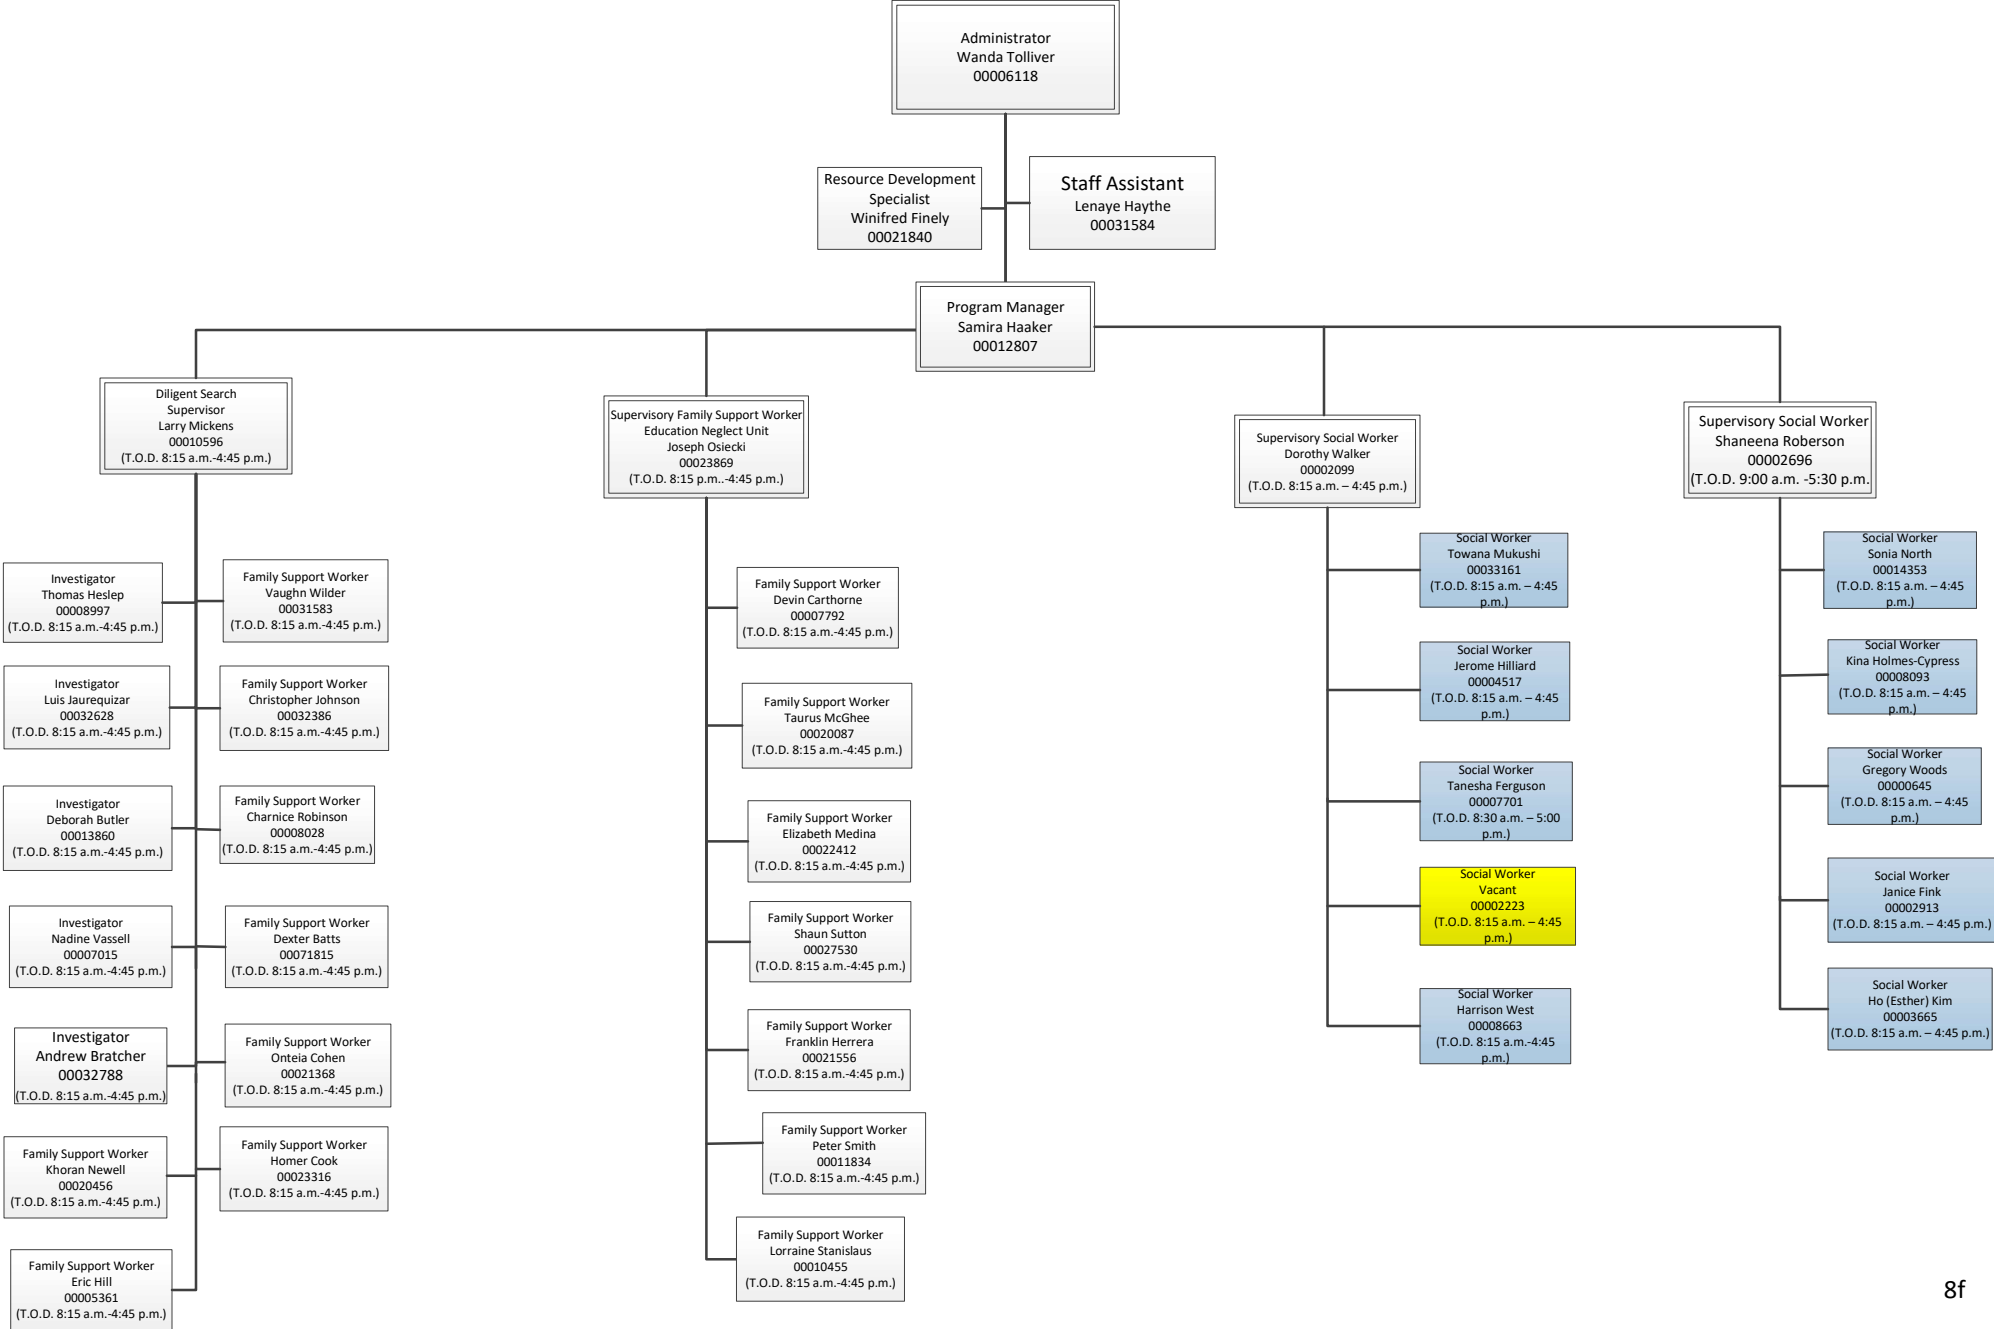 Administrator
Wanda Tolliver
00006118
Resource Development
Specialist
Winifred Finely
00021840
Staff Assistant
Lenaye Haythe
00031584
Program Manager
Samira Haaker
00012807
Diligent Search
Supervisor
Larry Mickens
00010596
(T.O.D. 8:15 a.m.-4:45 p.m.)
Supervisory Family Support Worker
Education Neglect Unit
Joseph Osiecki
00023869
(T.O.D. 8:15 p.m..-4:45 p.m.)
Supervisory Social Worker
Dorothy Walker
00002099
(T.O.D. 8:15 a.m. – 4:45 p.m.)
Supervisory Social Worker
Shaneena Roberson
00002696
(T.O.D. 9:00 a.m. -5:30 p.m.
Investigator
Thomas Heslep
00008997
(T.O.D. 8:15 a.m.-4:45 p.m.)
Family Support Worker
Vaughn Wilder
00031583
(T.O.D. 8:15 a.m.-4:45 p.m.)
Investigator
Luis Jaurequizar
00032628
(T.O.D. 8:15 a.m.-4:45 p.m.)
Family Support Worker
Christopher Johnson
00032386
(T.O.D. 8:15 a.m.-4:45 p.m.)
Investigator
Deborah Butler
00013860
(T.O.D. 8:15 a.m.-4:45 p.m.)
Family Support Worker
Charnice Robinson
00008028
(T.O.D. 8:15 a.m.-4:45 p.m.)
Investigator
Nadine Vassell
00007015
(T.O.D. 8:15 a.m.-4:45 p.m.)
Family Support Worker
Dexter Batts
00071815
(T.O.D. 8:15 a.m.-4:45 p.m.)
Investigator
Andrew Bratcher
00032788
(T.O.D. 8:15 a.m.-4:45 p.m.)
Family Support Worker
Onteia Cohen
00021368
(T.O.D. 8:15 a.m.-4:45 p.m.)
Family Support Worker
Khoran Newell
00020456
(T.O.D. 8:15 a.m.-4:45 p.m.)
Family Support Worker
Homer Cook
00023316
(T.O.D. 8:15 a.m.-4:45 p.m.)
Family Support Worker
Eric Hill
00005361
(T.O.D. 8:15 a.m.-4:45 p.m.)
Family Support Worker
Devin Carthorne
00007792
(T.O.D. 8:15 a.m.-4:45 p.m.)
Family Support Worker
Taurus McGhee
00020087
(T.O.D. 8:15 a.m.-4:45 p.m.)
Family Support Worker
Elizabeth Medina
00022412
(T.O.D. 8:15 a.m.-4:45 p.m.)
Family Support Worker
Shaun Sutton
00027530
(T.O.D. 8:15 a.m.-4:45 p.m.)
Family Support Worker
Franklin Herrera
00021556
(T.O.D. 8:15 a.m.-4:45 p.m.)
Family Support Worker
Peter Smith
00011834
(T.O.D. 8:15 a.m.-4:45 p.m.)
Family Support Worker
Lorraine Stanislaus
00010455
(T.O.D. 8:15 a.m.-4:45 p.m.)
Social Worker
Towana Mukushi
00033161
(T.O.D. 8:15 a.m. – 4:45
p.m.)
Social Worker
Jerome Hilliard
00004517
(T.O.D. 8:15 a.m. – 4:45
p.m.)
Social Worker
Tanesha Ferguson
00007701
(T.O.D. 8:30 a.m. – 5:00
p.m.)
Social Worker
Vacant
00002223
(T.O.D. 8:15 a.m. – 4:45
p.m.)
Social Worker
Harrison West
00008663
(T.O.D. 8:15 a.m.-4:45
p.m.)
Social Worker
Sonia North
00014353
(T.O.D. 8:15 a.m. – 4:45
p.m.)
Social Worker
Kina Holmes-Cypress
00008093
(T.O.D. 8:15 a.m. – 4:45
p.m.)
Social Worker
Gregory Woods
00000645
(T.O.D. 8:15 a.m. – 4:45
p.m.)
Social Worker
Janice Fink
00002913
(T.O.D. 8:15 a.m. – 4:45 p.m.)
Social Worker
Ho (Esther) Kim
00003665
(T.O.D. 8:15 a.m. – 4:45 p.m.)
8f